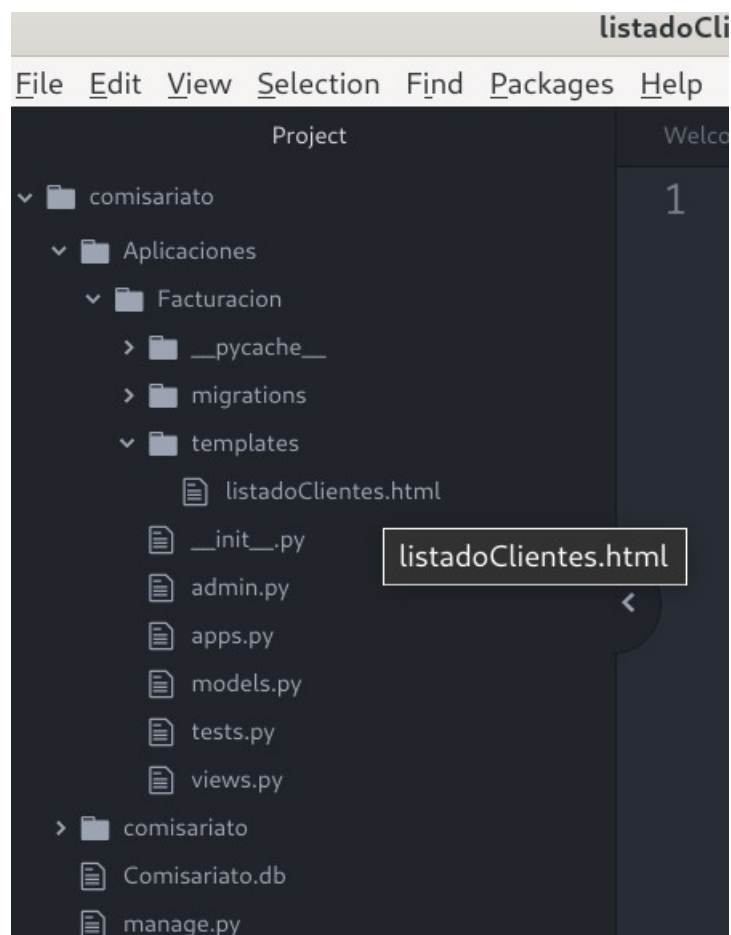 listadoCli
File Edit View Selection Find Packages Help
Project
Welco
comisariato
1
Aplicaciones
Facturacion
__pycache__
migrations
templates
listadoClientes.html
__init__.py
listadoClientes.html
admin.py
apps.py
models.py
tests.py
views.py
comisariato
Comisariato.db
manage.py